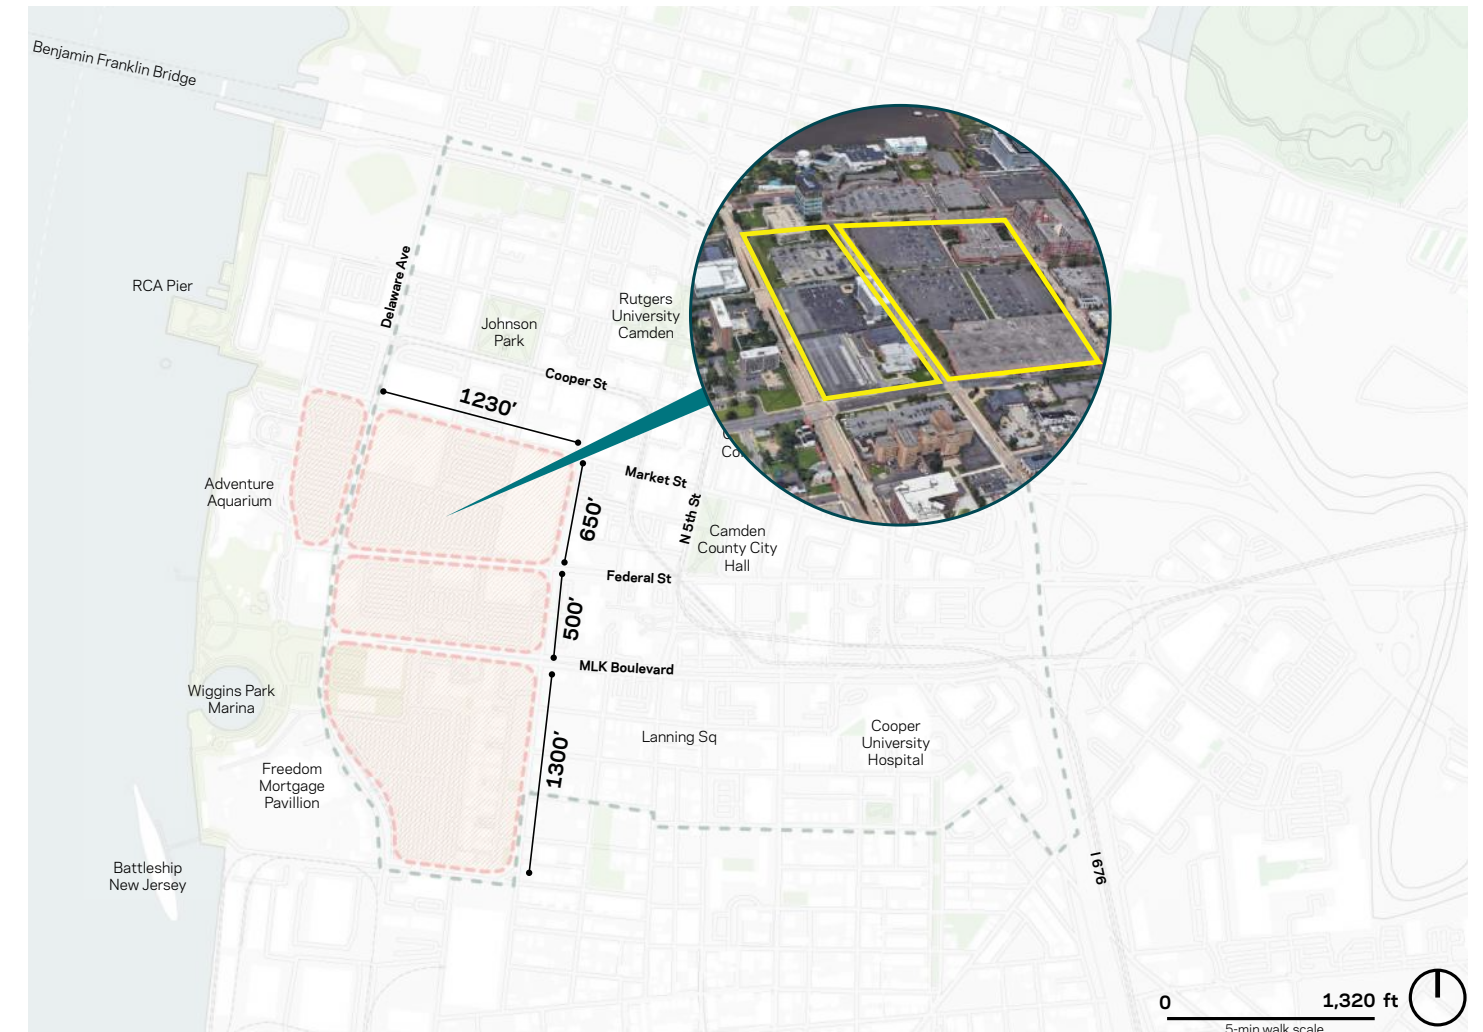 Benjamin Franklin Bridge
RCA Pier
Delaware Ave
Johnson
Park
Rutgers
University
Camden
Cooper St
1230’
Adventure
Aquarium
650’
Market St
N 5th St
Camden
County City
Hall
Federal St
500’
MLK Boulevard
Wiggins Park
Marina
1300’
Lanning Sq
Cooper
University
Hospital
Freedom
Mortgage
Pavillion
Battleship
New Jersey
I 676
0
1,320 ft
5-min walk scale